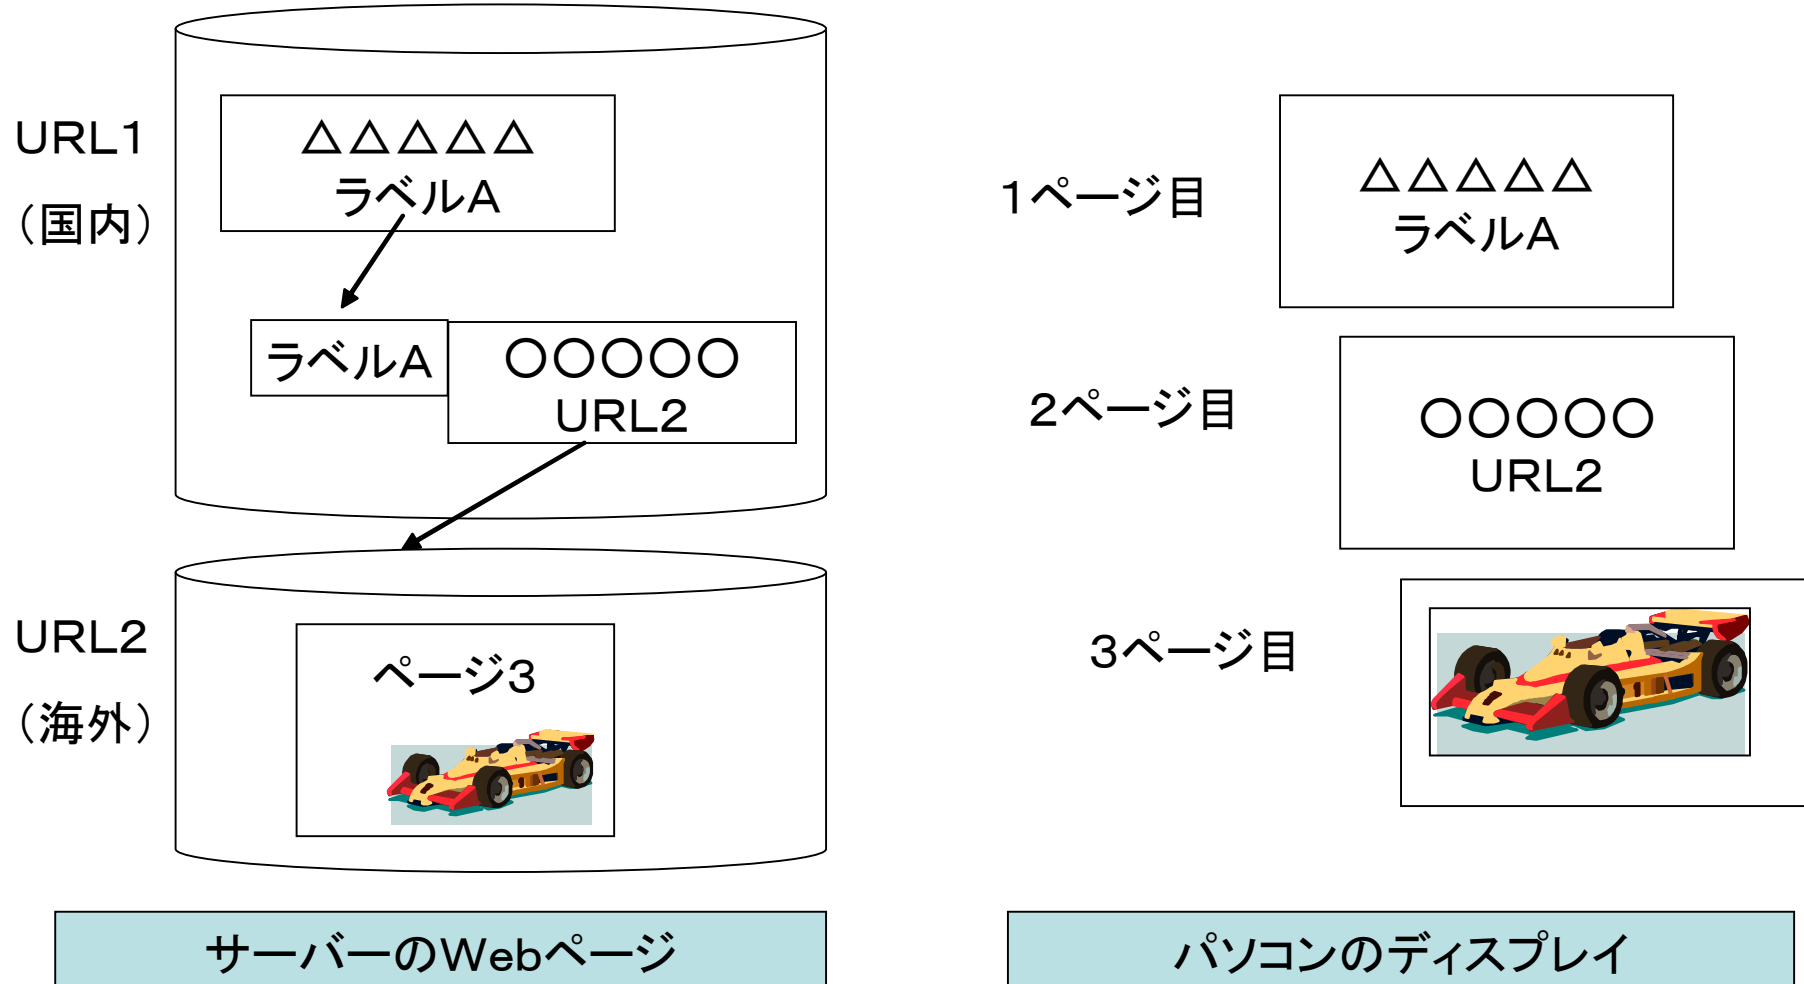 URL1
（国内）
△△△△△
ラベルA
ラベルA
○○○○○
URL2
URL2
（海外）
ページ3
サーバーのWebページ
1ページ目
△△△△△
ラベルA
2ページ目
○○○○○
URL2
3ページ目
パソコンのディスプレイ